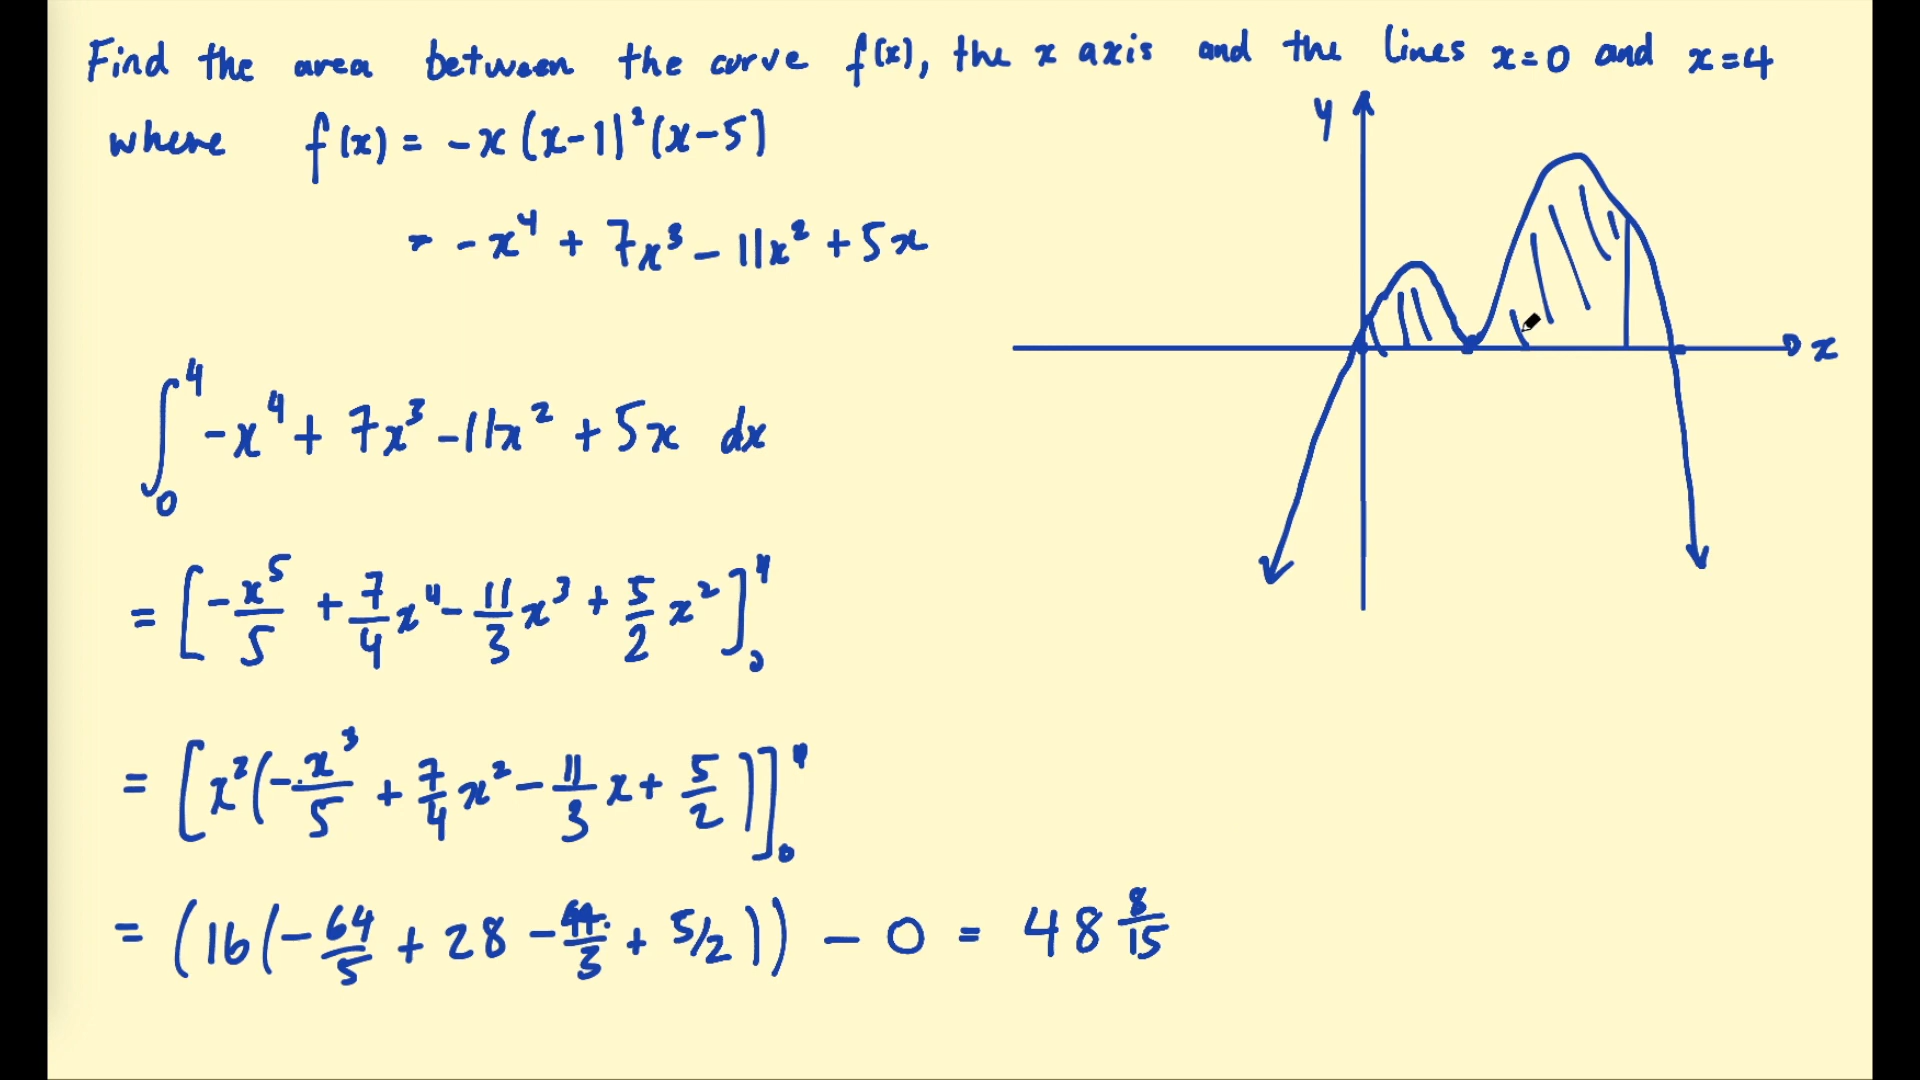 Find the area between the curve f(x), the x axis and the lines x=0 and x=4
where f(x) = -x(x-1)²(x-5)
= -x⁴ + 7x³ - 11x² + 5x
y
x
∫₀⁴ -x⁴ + 7x³ - 11x² + 5x dx
= [-x⁵/5 + 7/4 x⁴ - 11/3 x³ + 5/2 x²]₀⁴
= [x²(-x³/5 + 7/4 x² - 11/3 x + 5/2)]₀⁴
= (16(-64/5 + 28 - 44/3 + 5/2)) - 0 = 48 8/15